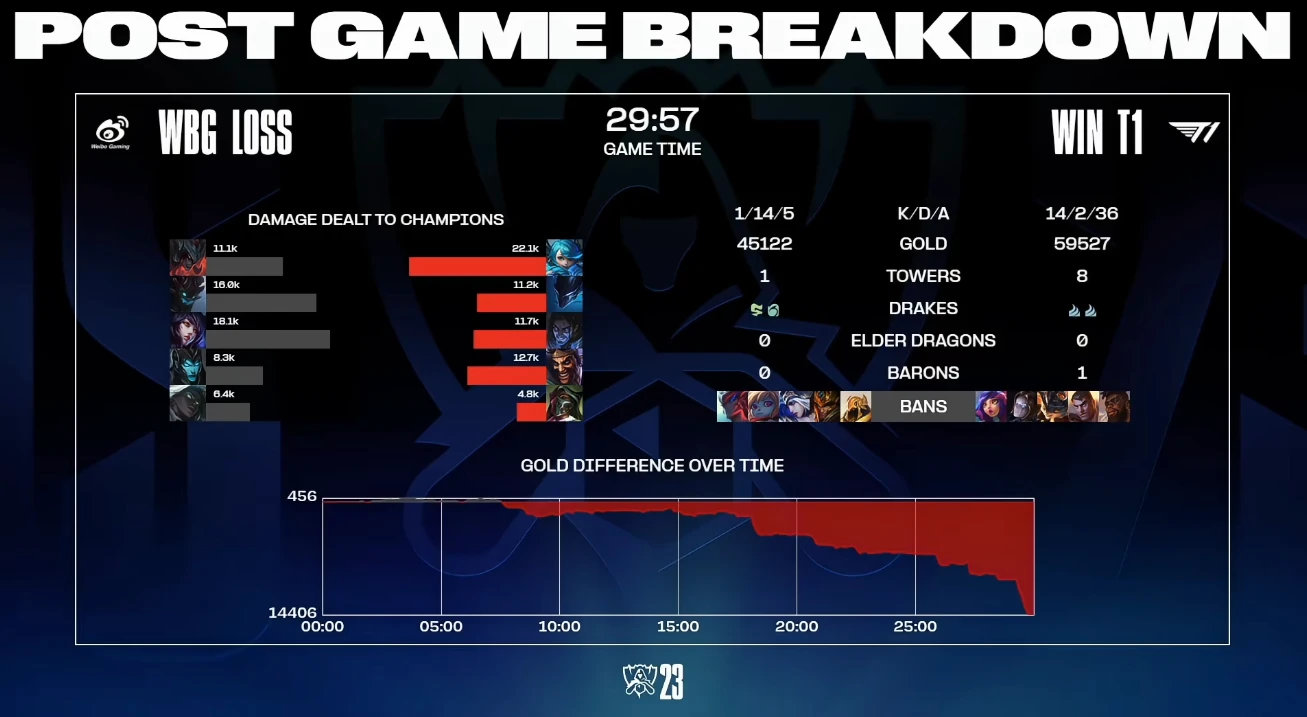 POST GAME BREAKDOWN
Weibo Gaming
WBG LOSS
29:57
GAME TIME
WIN T1
T1
DAMAGE DEALT TO CHAMPIONS
11.1k 22.1k
16.0k 11.2k
18.1k 11.7k
8.3k 12.7k
6.4k 4.8k
1/14/5 K/D/A 14/2/36
45122 GOLD 59527
1 TOWERS 8
DRAKES
0 ELDER DRAGONS 0
0 BARONS 1
BANS
GOLD DIFFERENCE OVER TIME
456
14406
00:00 05:00 10:00 15:00 20:00 25:00
23